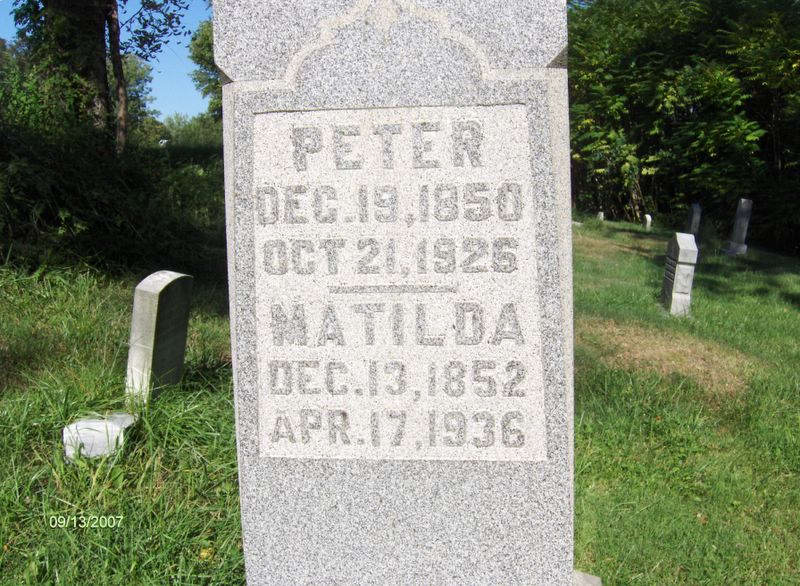 PETER
DEC. 19, 1850
OCT 21, 1926
MATILDA
DEC. 13, 1852
APR. 17, 1936
09/13/2007